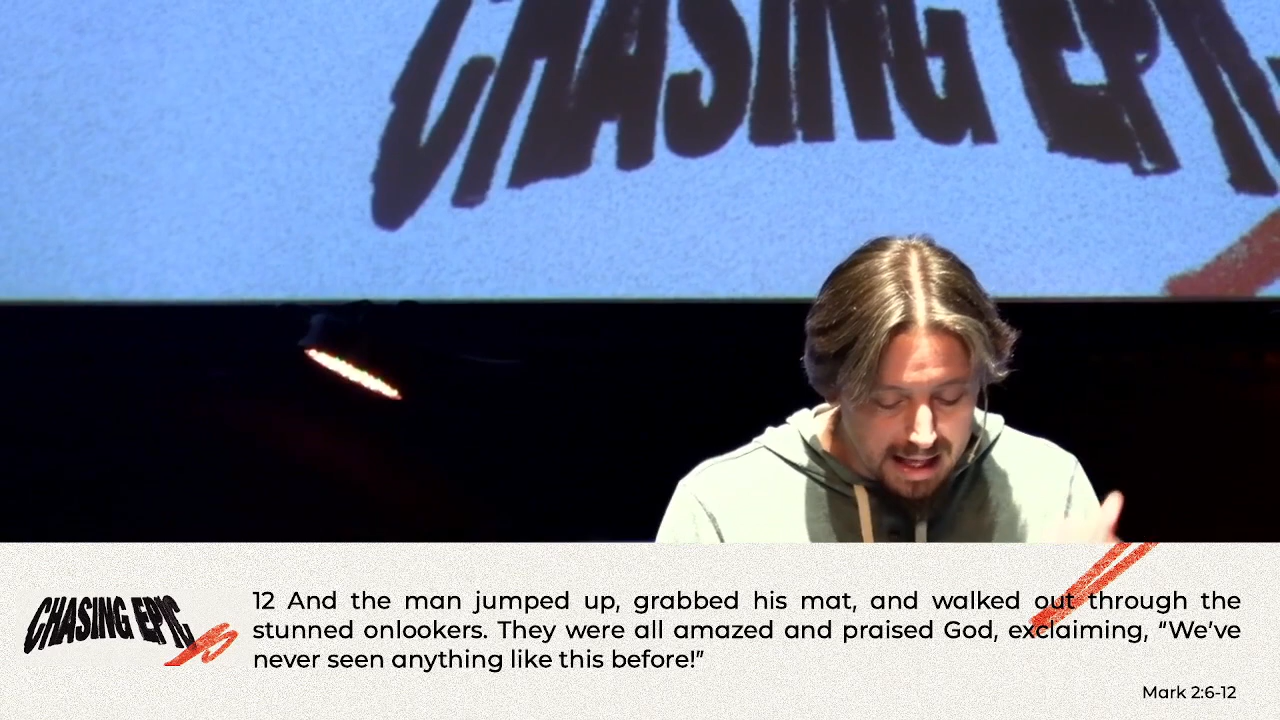 CHASING EPIC
CHASING EPIC
12 And the man jumped up, grabbed his mat, and walked out through the
stunned onlookers. They were all amazed and praised God, exclaiming, “We’ve
never seen anything like this before!”
Mark 2:6-12